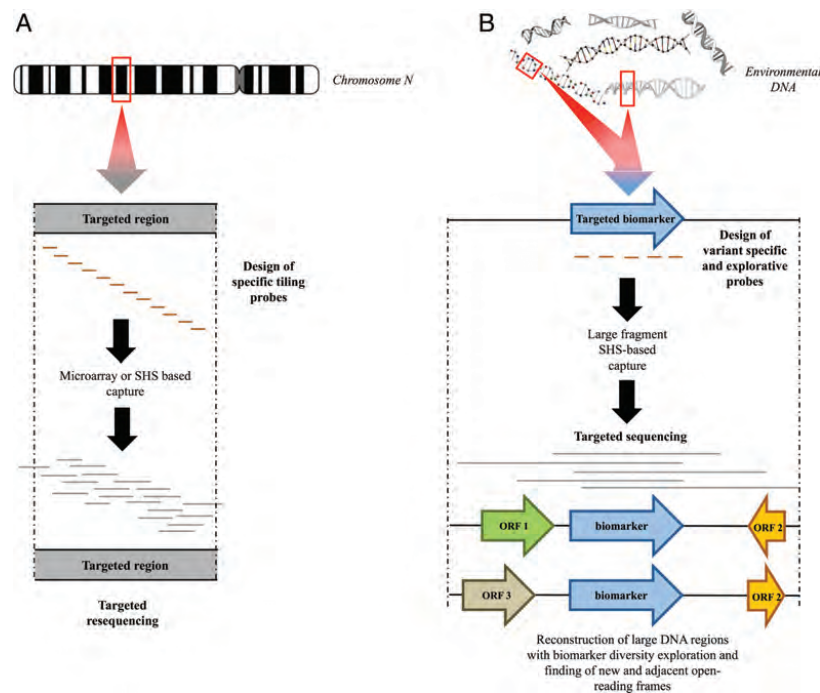 A
Chromosome N
Targeted region
Design of
specific tiling
probes
Microarray or SHS based
capture
Targeted region
Targeted
resequencing
B
Environmental
DNA
Targeted biomarker
Design of
variant specific
and explorative
probes
Large fragment
SHS-based
capture
Targeted sequencing
ORF 1
biomarker
ORF 2
ORF 3
biomarker
ORF 2
Reconstruction of large DNA regions
with biomarker diversity exploration and
finding of new and adjacent open-
reading frames